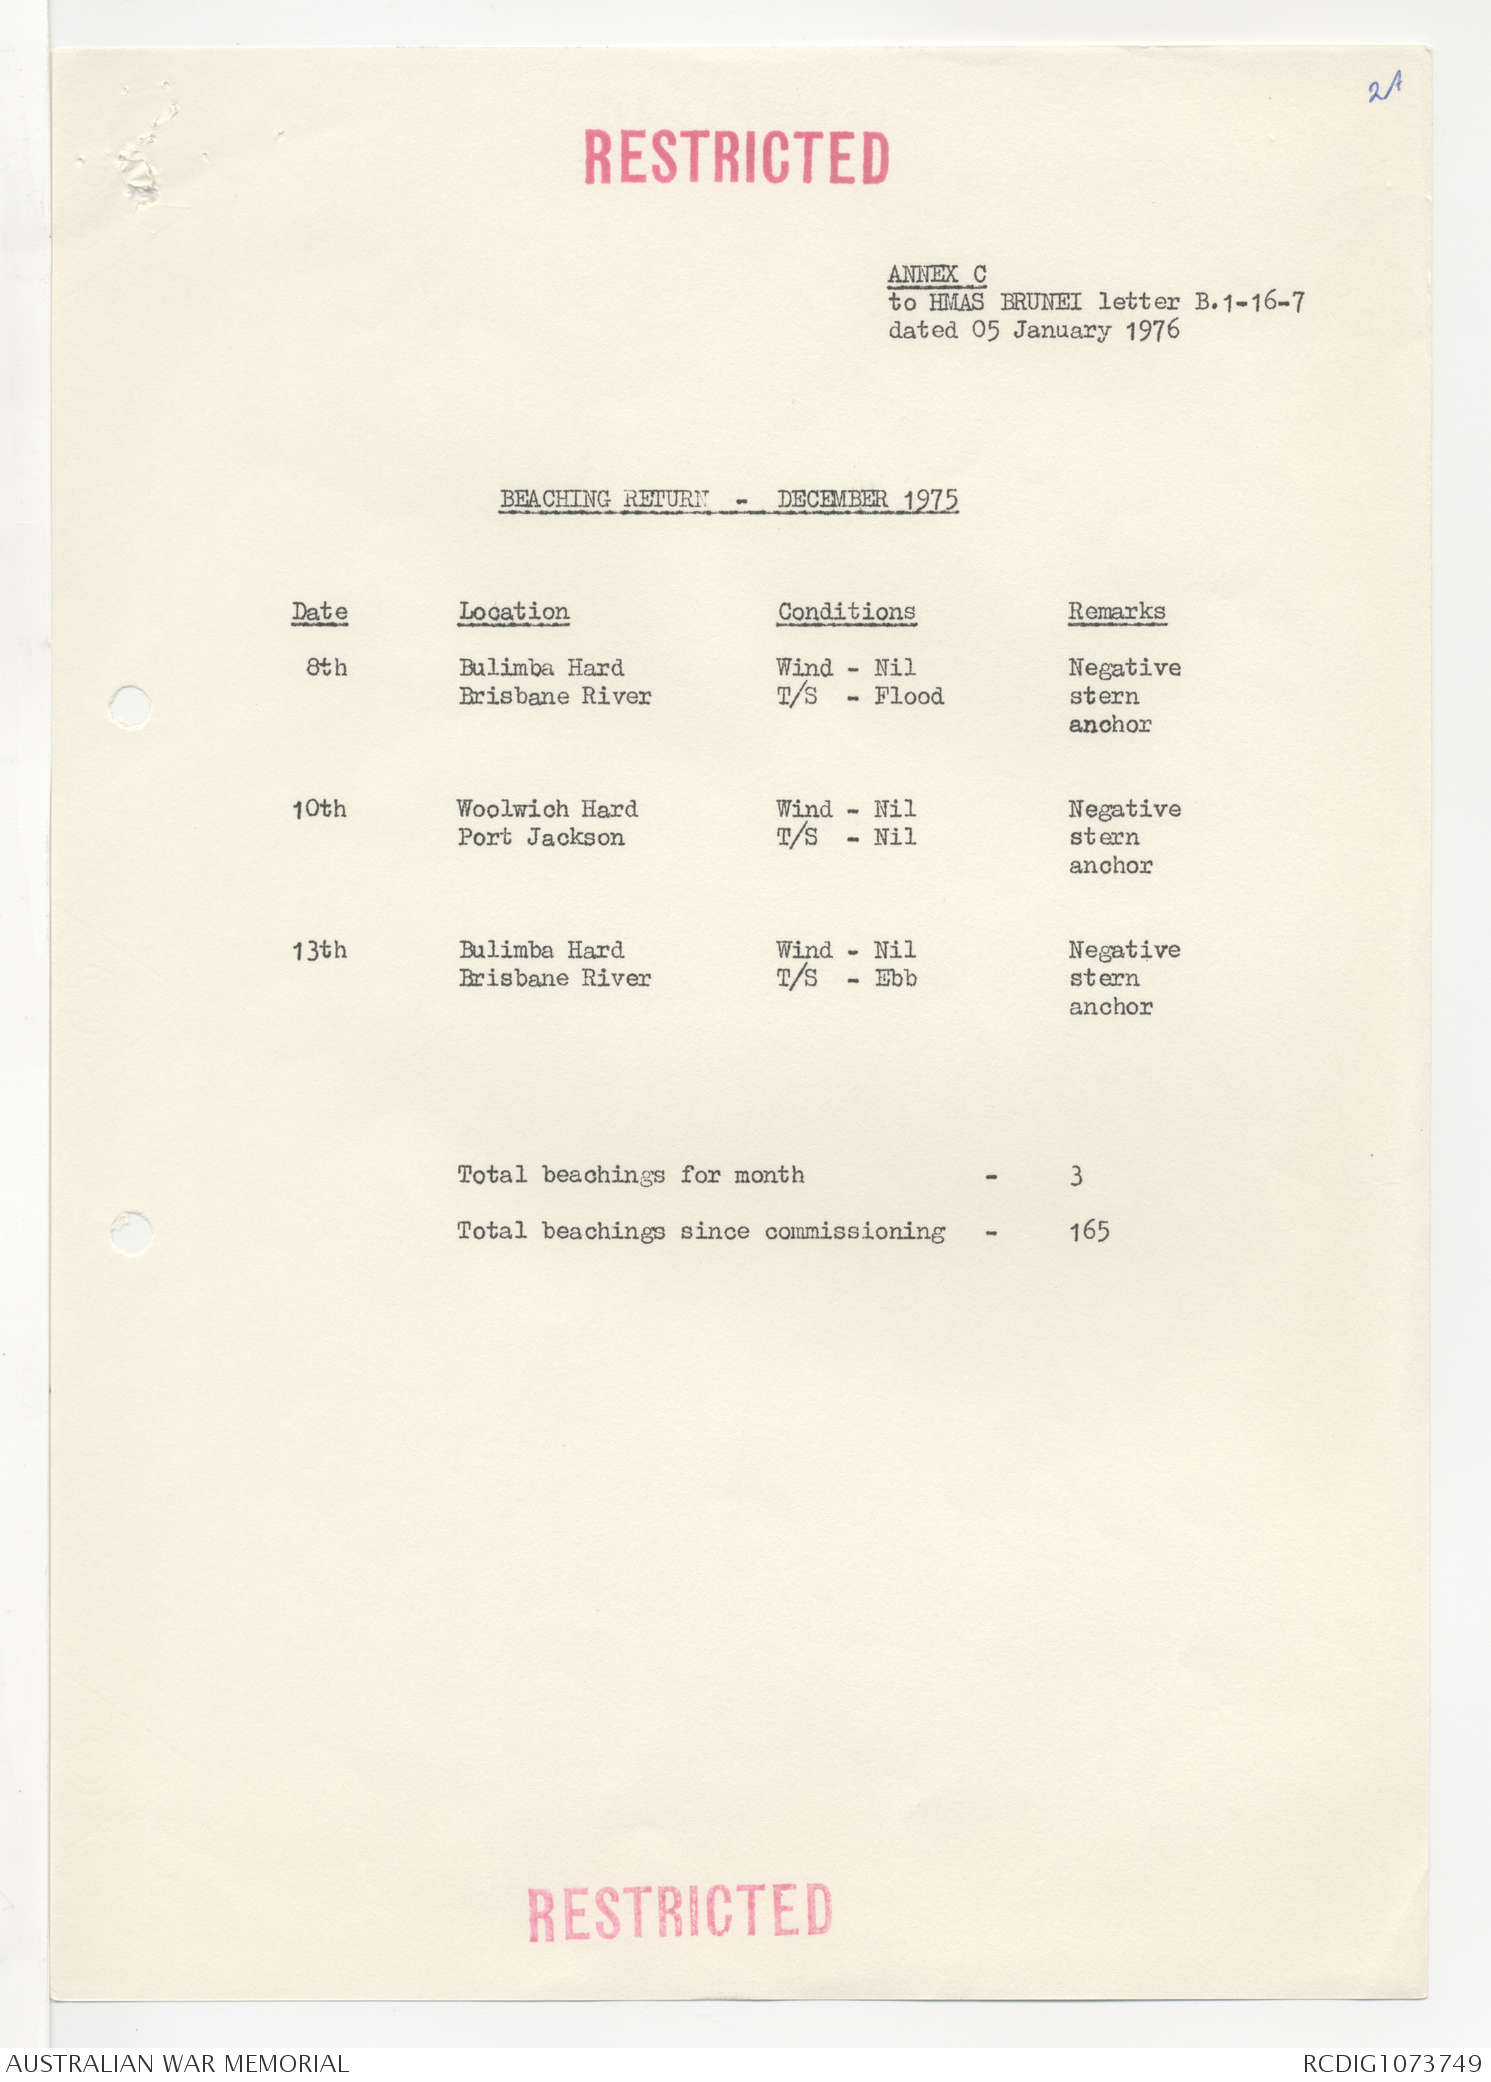 RESTRICTED
ANNEX C
to HMAS BRUNEI letter B.1-16-7
dated 05 January 1976
BEACHING RETURN - DECEMBER 1975
Date Location Conditions Remarks
8th Bulimba Hard Wind - Nil Negative
Brisbane River T/S - Flood stern
anchor
10th Woolwich Hard Wind - Nil Negative
Port Jackson T/S - Nil stern
anchor
13th Bulimba Hard Wind - Nil Negative
Brisbane River T/S - Ebb stern
anchor
Total beachings for month - 3
Total beachings since commissioning - 165
RESTRICTED
AUSTRALIAN WAR MEMORIAL RCDIG1073749